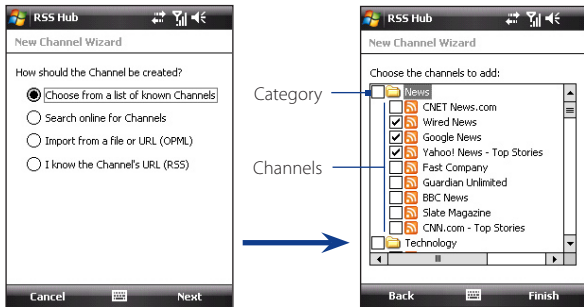 RSS Hub
New Channel Wizard
How should the Channel be created?
Choose from a list of known Channels
Search online for Channels
Import from a file or URL (OPML)
I know the Channel's URL (RSS)
Cancel
Next
Category
Channels
RSS Hub
New Channel Wizard
Choose the channels to add:
News
CNET News.com
Wired News
Google News
Yahoo! News - Top Stories
Fast Company
Guardian Unlimited
BBC News
Slate Magazine
CNN.com - Top Stories
Technology
Back
Finish